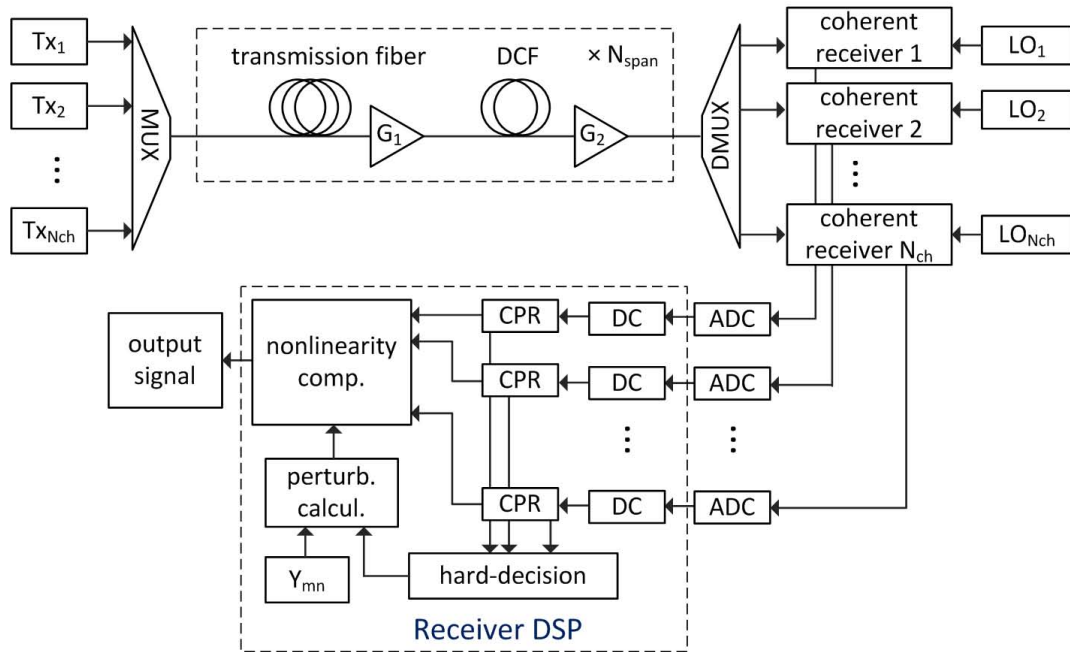 Tx1
Tx2
⋮
TxNch
MUX
transmission fiber
DCF
× Nspan
G1
G2
DMUX
coherent
receiver 1
LO1
coherent
receiver 2
LO2
⋮
coherent
receiver Nch
LONch
output
signal
nonlinearity
comp.
CPR
DC
ADC
CPR
DC
ADC
⋮
⋮
CPR
DC
ADC
perturb.
calcul.
Ymn
hard-decision
Receiver DSP